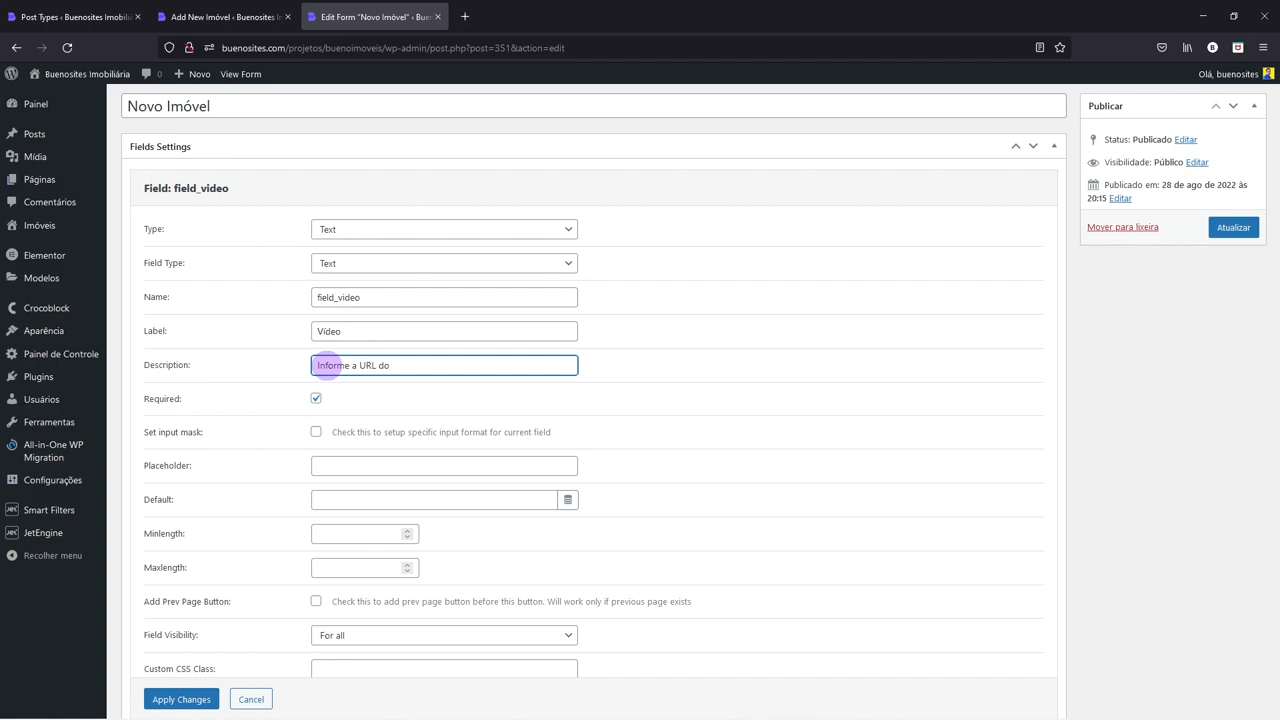 Post Types ‹ Buenosites Imobiliá
Add New Imóvel ‹ Buenosites Im
Edit Form "Novo Imóvel" ‹ Bue
buenosites.com/projetos/buenoimoveis/wp-admin/post.php?post=351&action=edit
Buenosites Imobiliária
0
Novo
View Form
Olá, buenosites
Painel
Posts
Mídia
Páginas
Comentários
Imóveis
Elementor
Modelos
Crocoblock
Aparência
Painel de Controle
Plugins
Usuários
Ferramentas
All-in-One WP
Migration
Configurações
Smart Filters
JetEngine
Recolher menu
Novo Imóvel
Fields Settings
Field: field_video
Type:
Text
Field Type:
Text
Name:
field_video
Label:
Vídeo
Description:
Informe a URL do
Required:
Set input mask:
Check this to setup specific input format for current field
Placeholder:
Default:
Minlength:
Maxlength:
Add Prev Page Button:
Check this to add prev page button before this button. Will work only if previous page exists
Field Visibility:
For all
Custom CSS Class:
Apply Changes
Cancel
Publicar
Status: Publicado Editar
Visibilidade: Público Editar
Publicado em: 28 de ago de 2022 às
20:15 Editar
Mover para lixeira
Atualizar